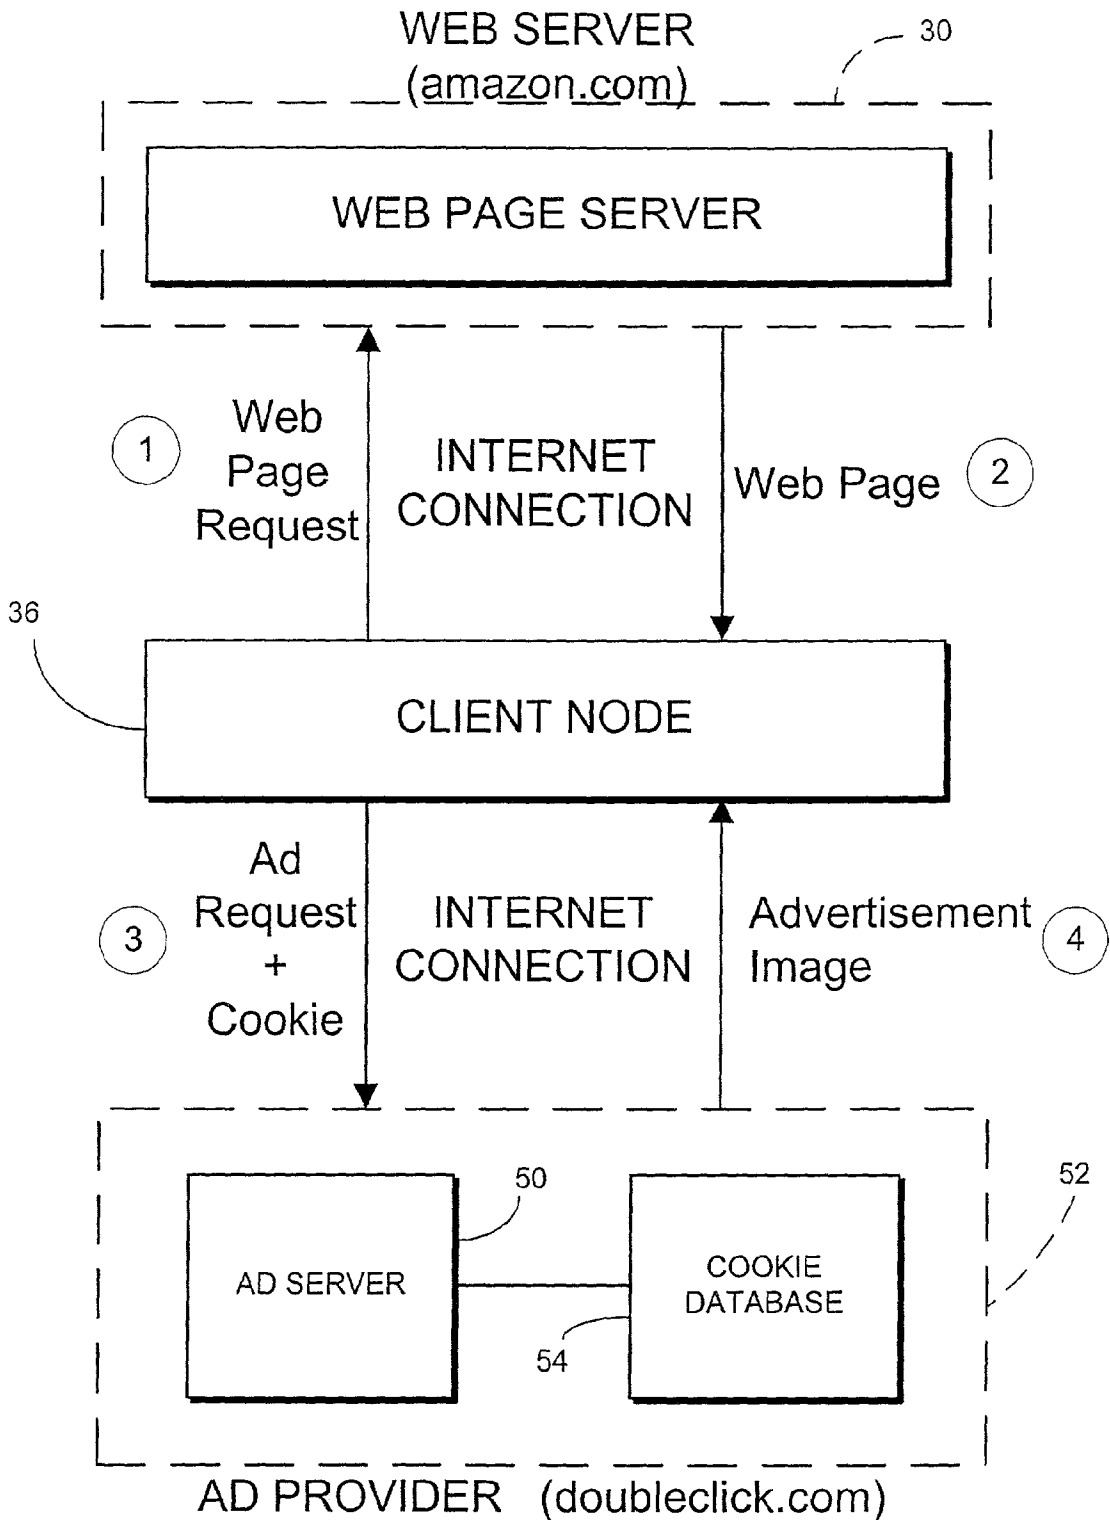 WEB SERVER
(amazon.com)
30
WEB PAGE SERVER
1
Web
Page
Request
INTERNET
CONNECTION
Web Page
2
36
CLIENT NODE
3
Ad
Request
+
Cookie
INTERNET
CONNECTION
Advertisement
Image
4
50
52
AD SERVER
COOKIE
DATABASE
54
AD PROVIDER (doubleclick.com)